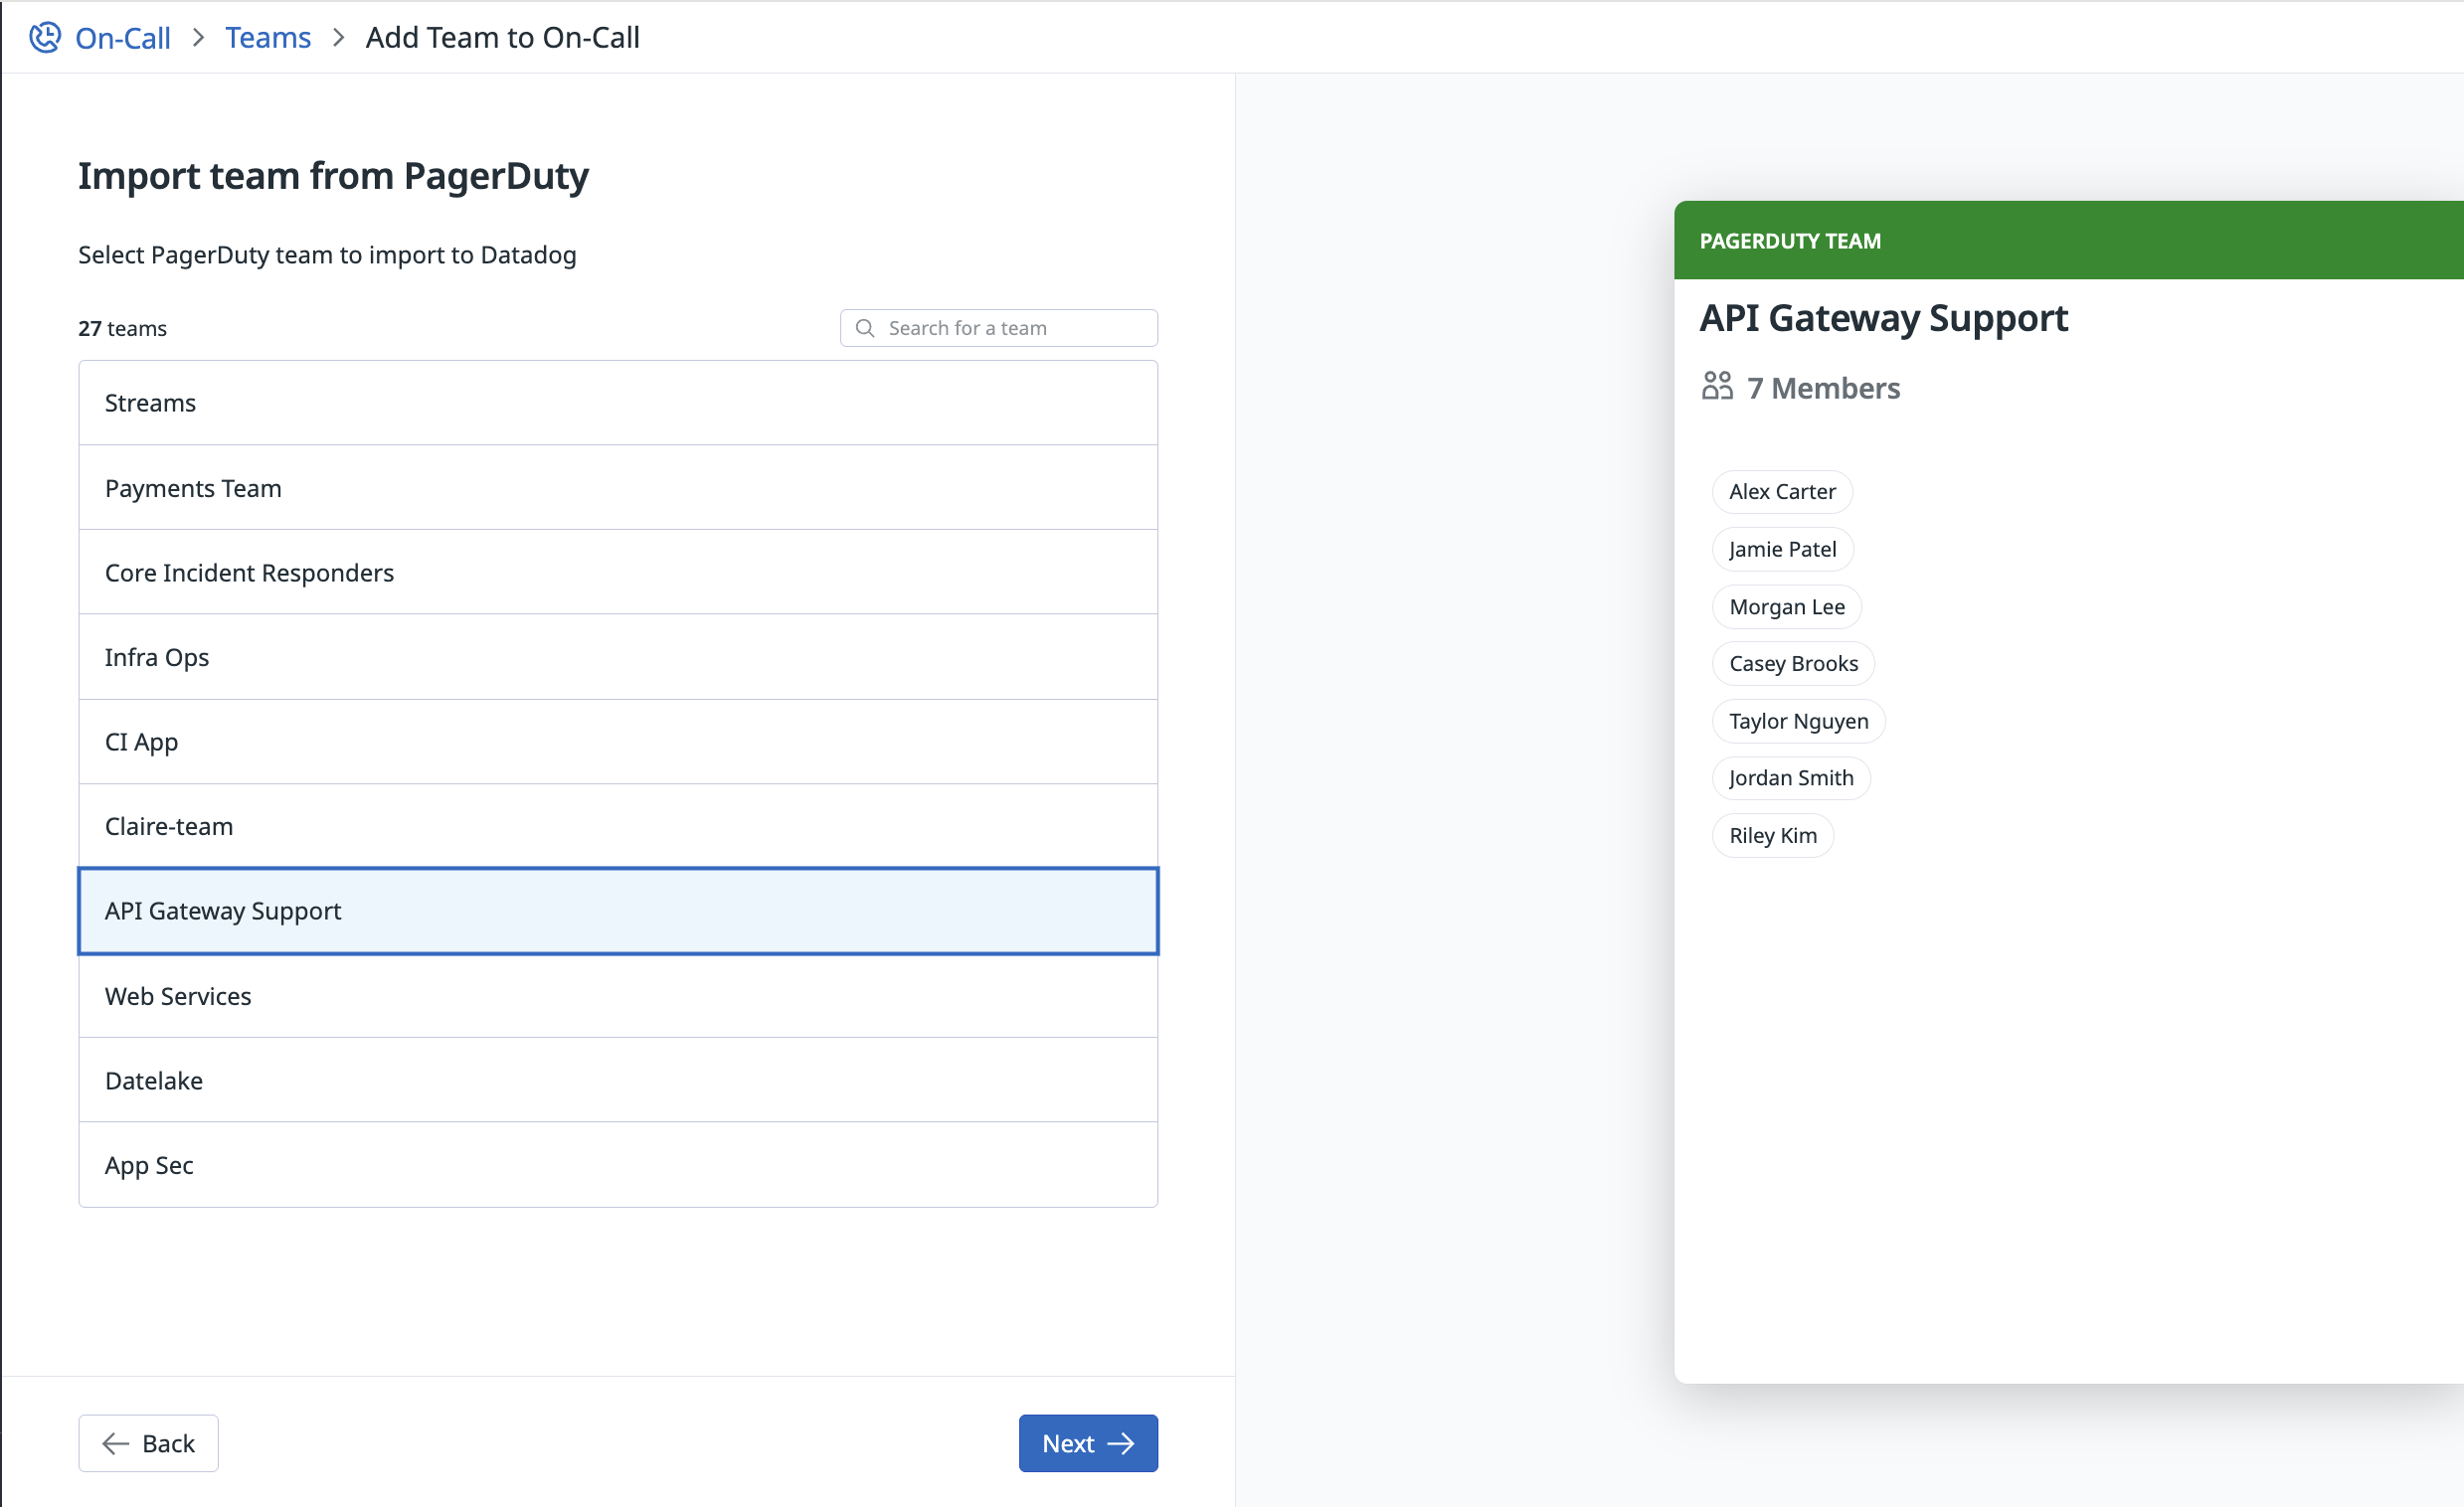 On-Call > Teams > Add Team to On-Call
Import team from PagerDuty
Select PagerDuty team to import to Datadog
27 teams
Search for a team
Streams
Payments Team
Core Incident Responders
Infra Ops
CI App
Claire-team
API Gateway Support
Web Services
Datelake
App Sec
Back
Next
PAGERDUTY TEAM
API Gateway Support
7 Members
Alex Carter
Jamie Patel
Morgan Lee
Casey Brooks
Taylor Nguyen
Jordan Smith
Riley Kim